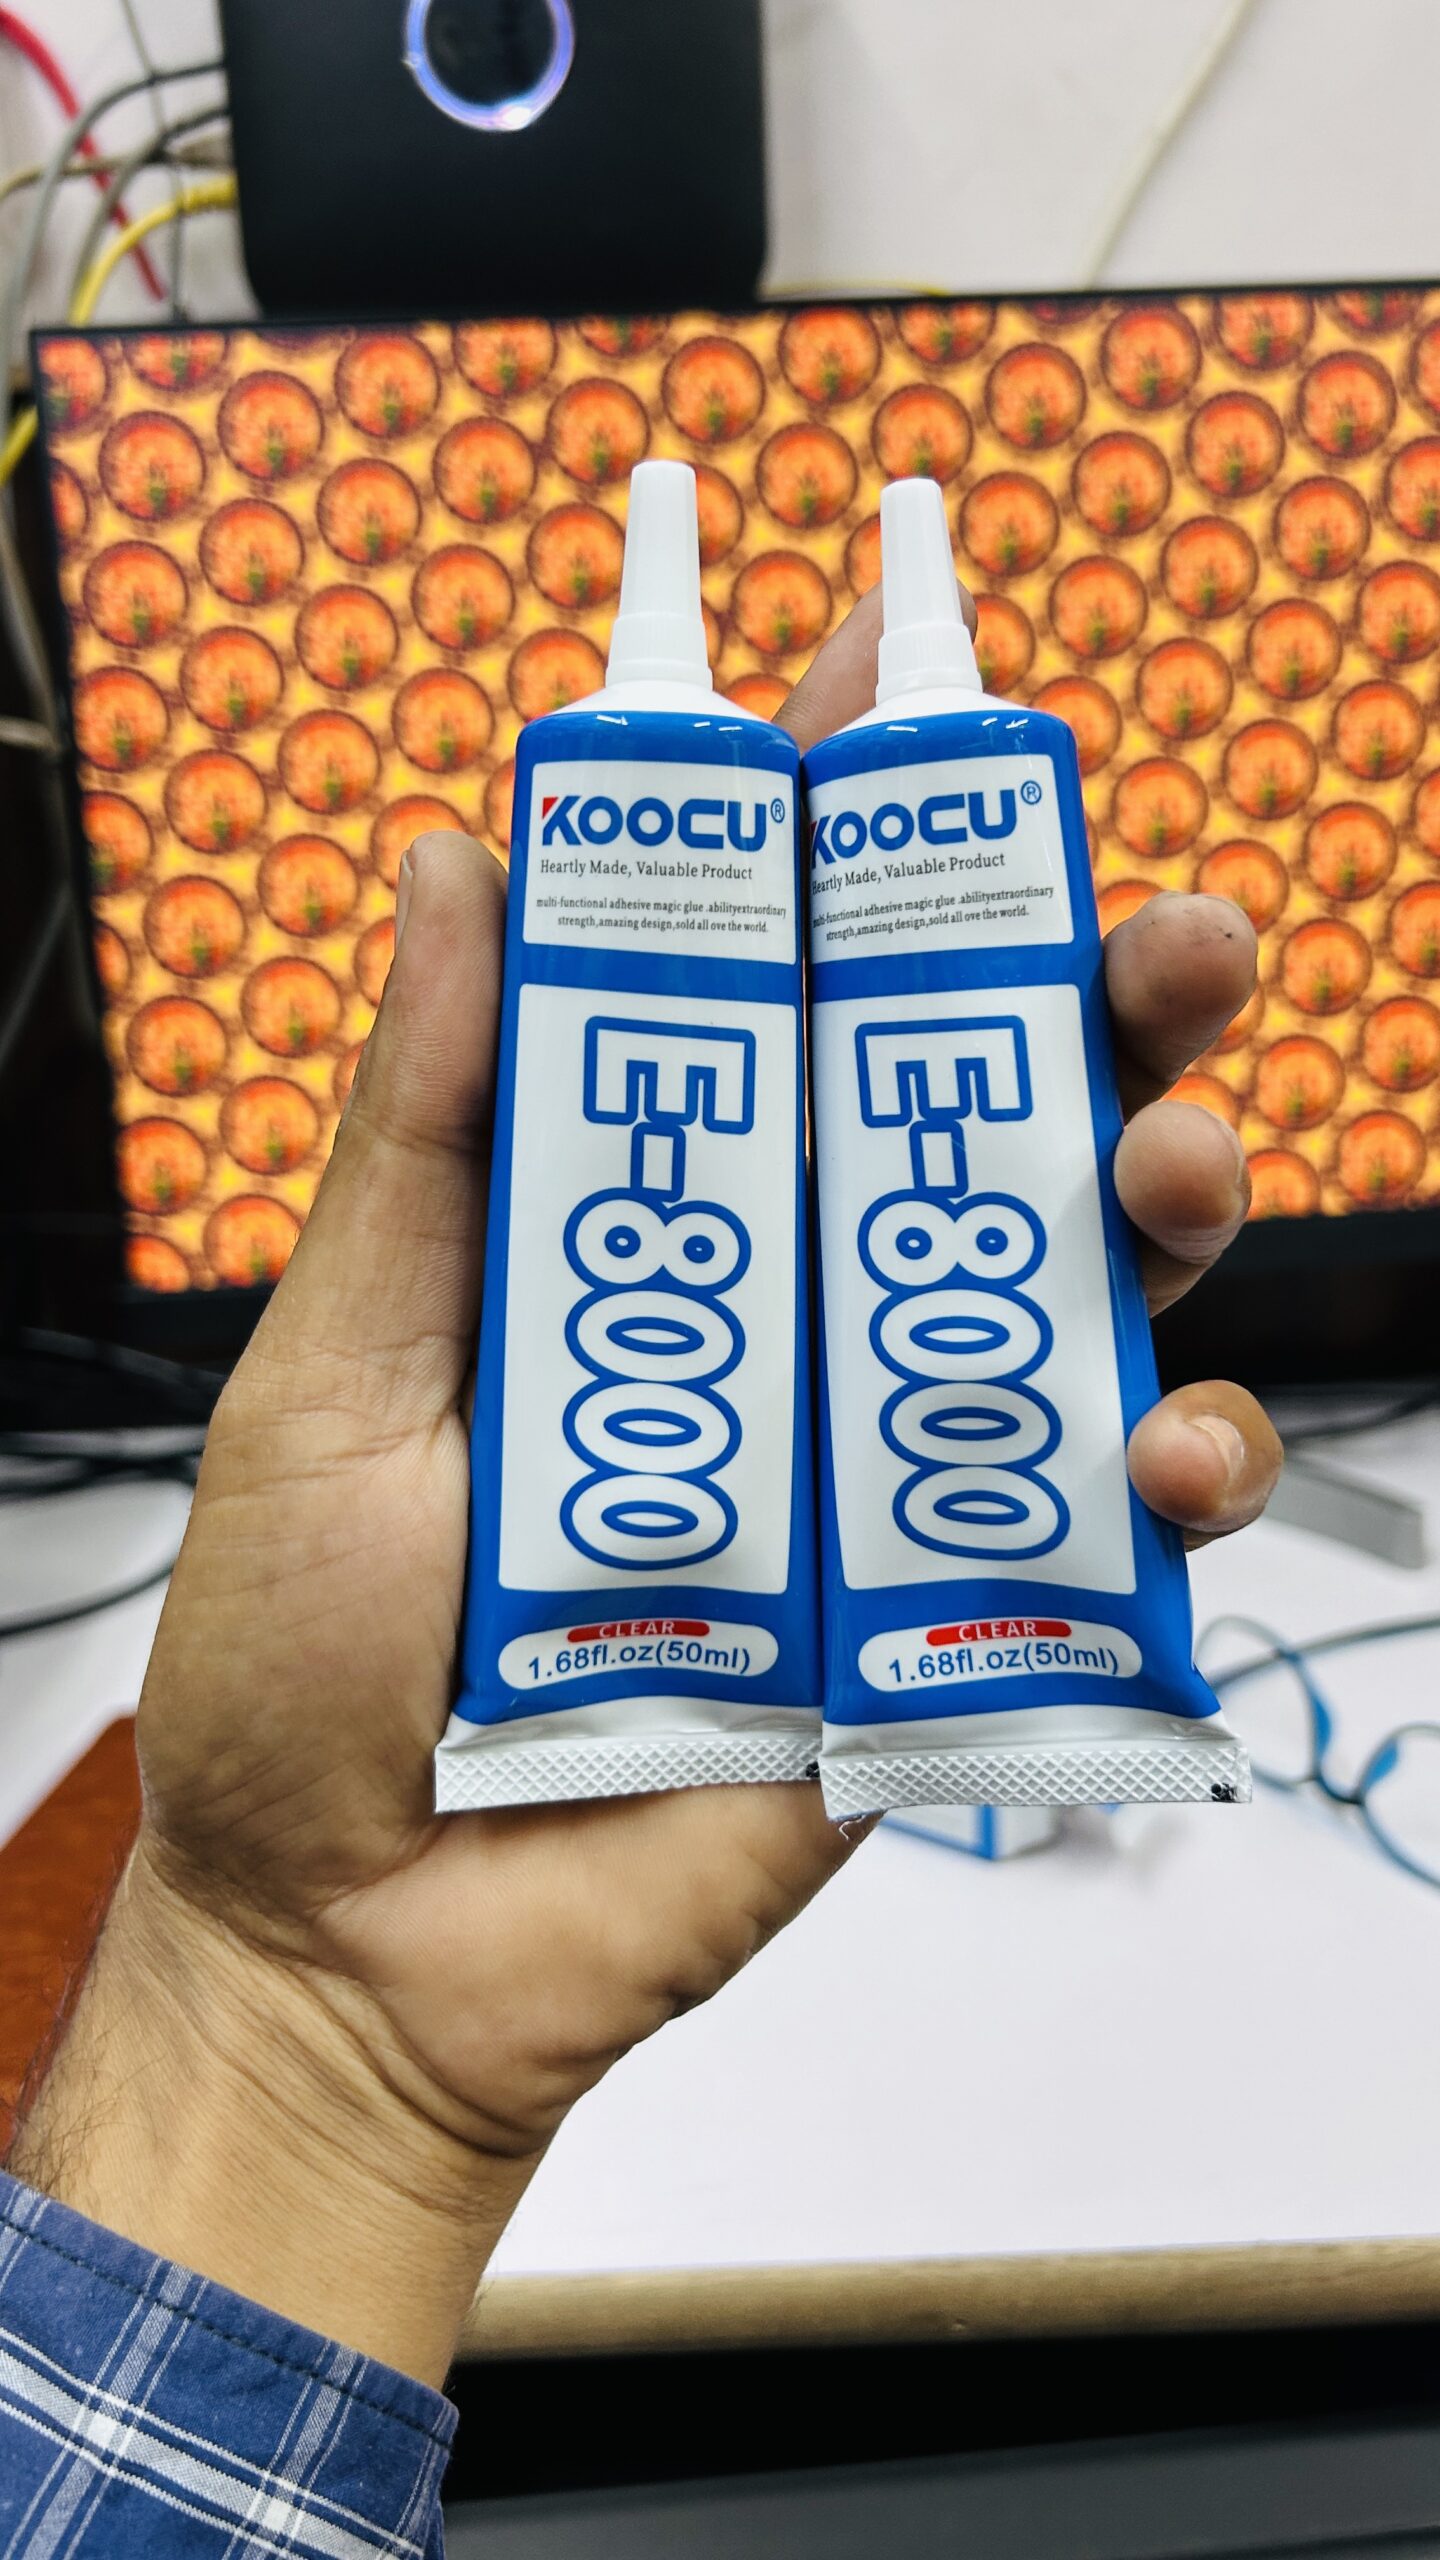 KOOCU®
Heartly Made, Valuable Product
multi-functional adhesive magic glue .abilityextraordinary
strength,amazing design,sold all ove the world.
E-8000
CLEAR
1.68fl.oz(50ml)
KOOCU®
Heartly Made, Valuable Product
multi-functional adhesive magic glue .abilityextraordinary
strength,amazing design,sold all ove the world.
E-8000
CLEAR
1.68fl.oz(50ml)